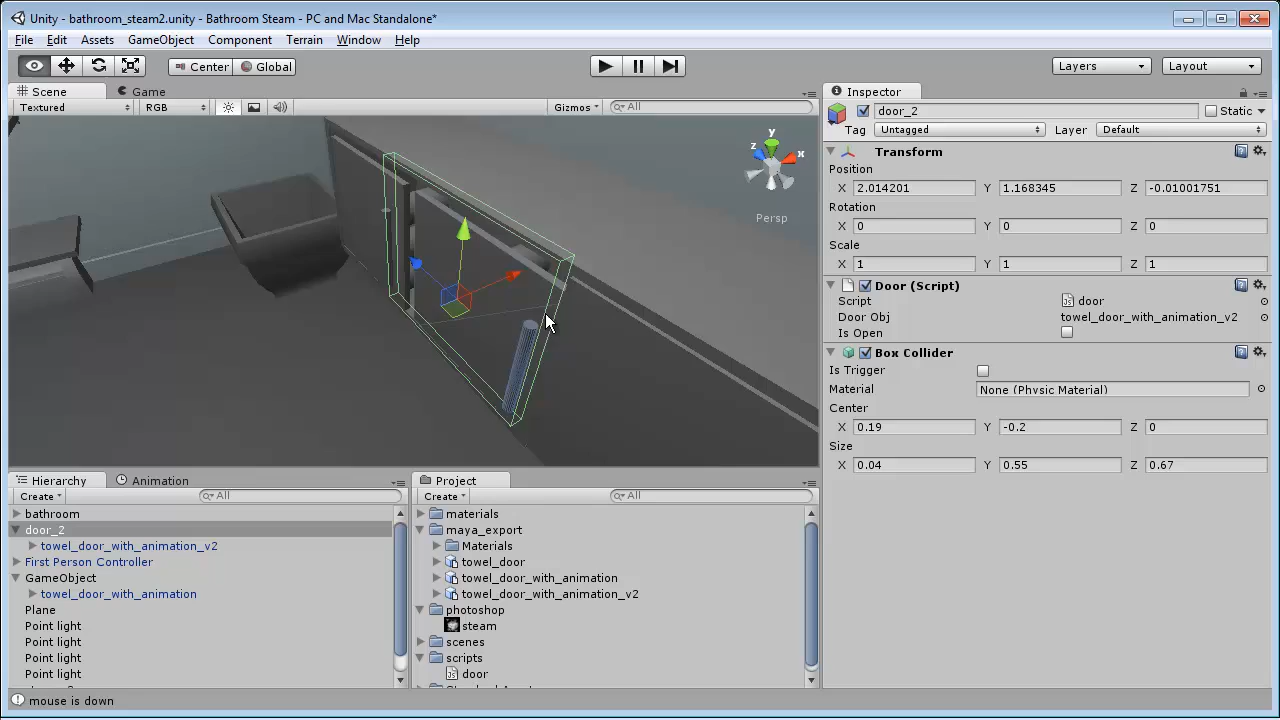 Unity - bathroom_steam2.unity - Bathroom Steam - PC and Mac Standalone*
File Edit Assets GameObject Component Terrain Window Help
Center Global Layers Layout
Scene Game
Textured RGB Gizmos All
y
z x
Persp
Hierarchy Animation
Create All
bathroom
door_2
towel_door_with_animation_v2
First Person Controller
GameObject
towel_door_with_animation
Plane
Point light
Point light
Point light
Point light
Project
Create All
materials
maya_export
Materials
towel_door
towel_door_with_animation
towel_door_with_animation_v2
photoshop
steam
scenes
scripts
door
Inspector
door_2 Static
Tag Untagged Layer Default
Transform
Position
X 2.014201 Y 1.168345 Z -0.01001751
Rotation
X 0 Y 0 Z 0
Scale
X 1 Y 1 Z 1
Door (Script)
Script door
Door Obj towel_door_with_animation_v2
Is Open
Box Collider
Is Trigger
Material None (Physic Material)
Center
X 0.19 Y -0.2 Z 0
Size
X 0.04 Y 0.55 Z 0.67
mouse is down